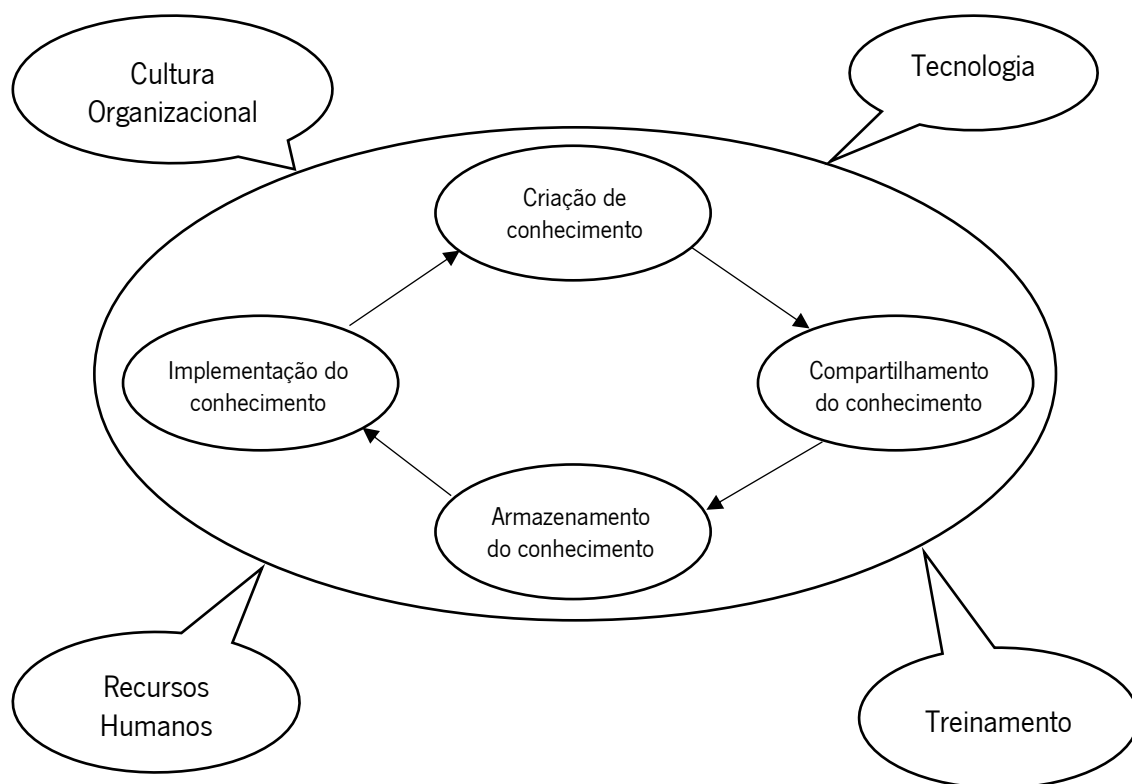 Cultura
Organizacional
Tecnologia
Criação de
conhecimento
Implementação do
conhecimento
Compartilhamento
do conhecimento
Armazenamento
do conhecimento
Recursos
Humanos
Treinamento